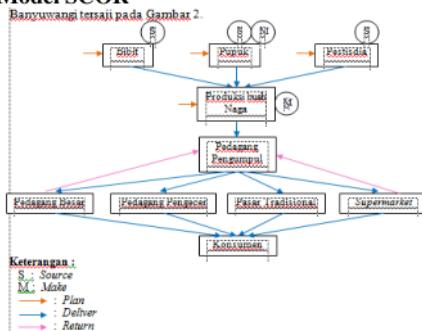 Model SCOR
Banyuwangi tersaji pada Gambar 2.
Bibit
Pupuk
Pestisdia
Produksi buah
Naga
M
Pedagang
Pengumpul
Pedagang Besar
Pedagang Pengecer
Pasar Tradisional
Supermarket
Konsumen
Keterangan :
S : Source
M : Make
: Plan
: Deliver
: Return